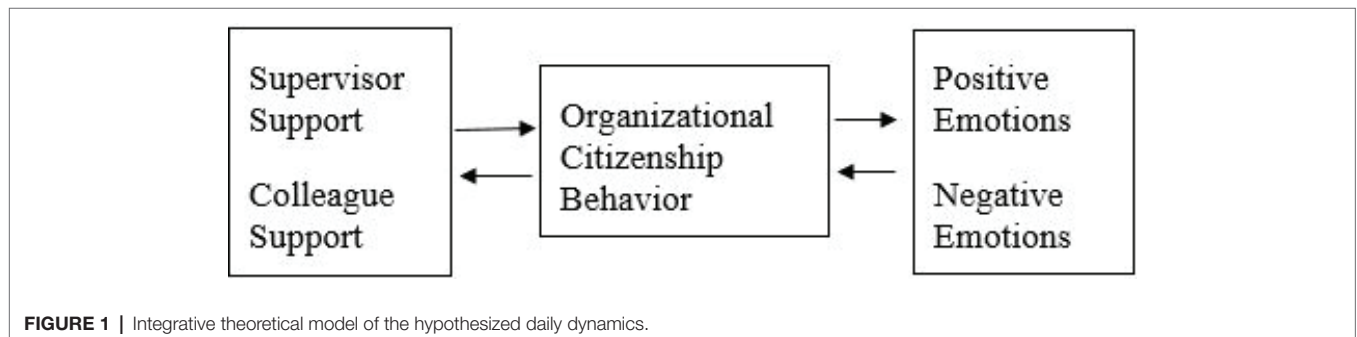 Supervisor
Support
Colleague
Support
Organizational
Citizenship
Behavior
Positive
Emotions
Negative
Emotions
FIGURE 1 | Integrative theoretical model of the hypothesized daily dynamics.